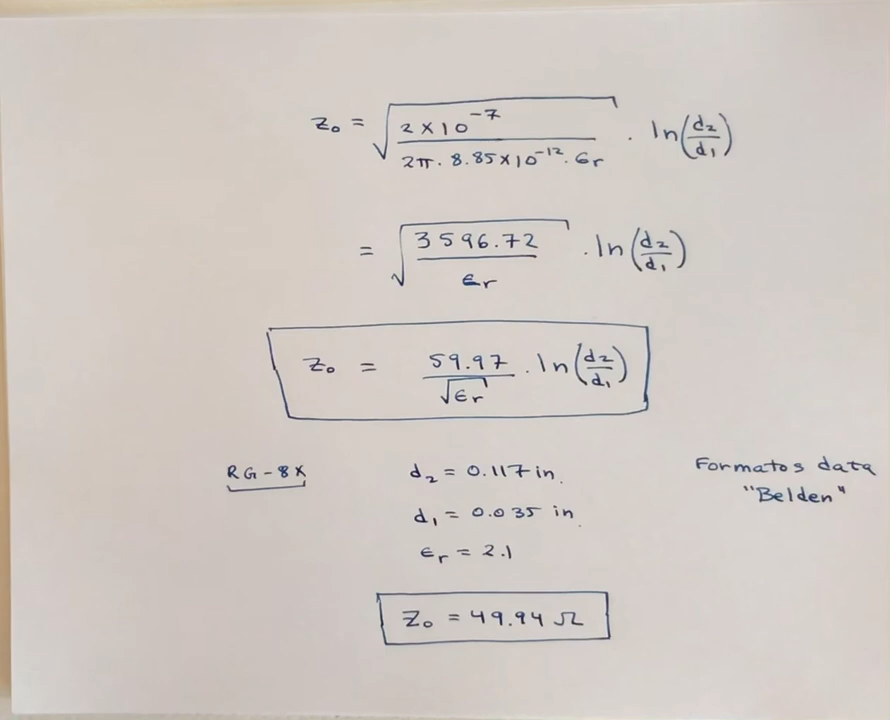 Z₀ = √(2×10⁻⁷ / 2π. 8.85×10⁻¹².εr) . ln(d₂/d₁)
= √(3596.72 / εr) . ln(d₂/d₁)
Z₀ = 59.97 / √εr . ln(d₂/d₁)
RG-8X
d₂ = 0.117 in.
d₁ = 0.035 in.
εr = 2.1
Z₀ = 49.94 Ω
Formatos data
"Belden"